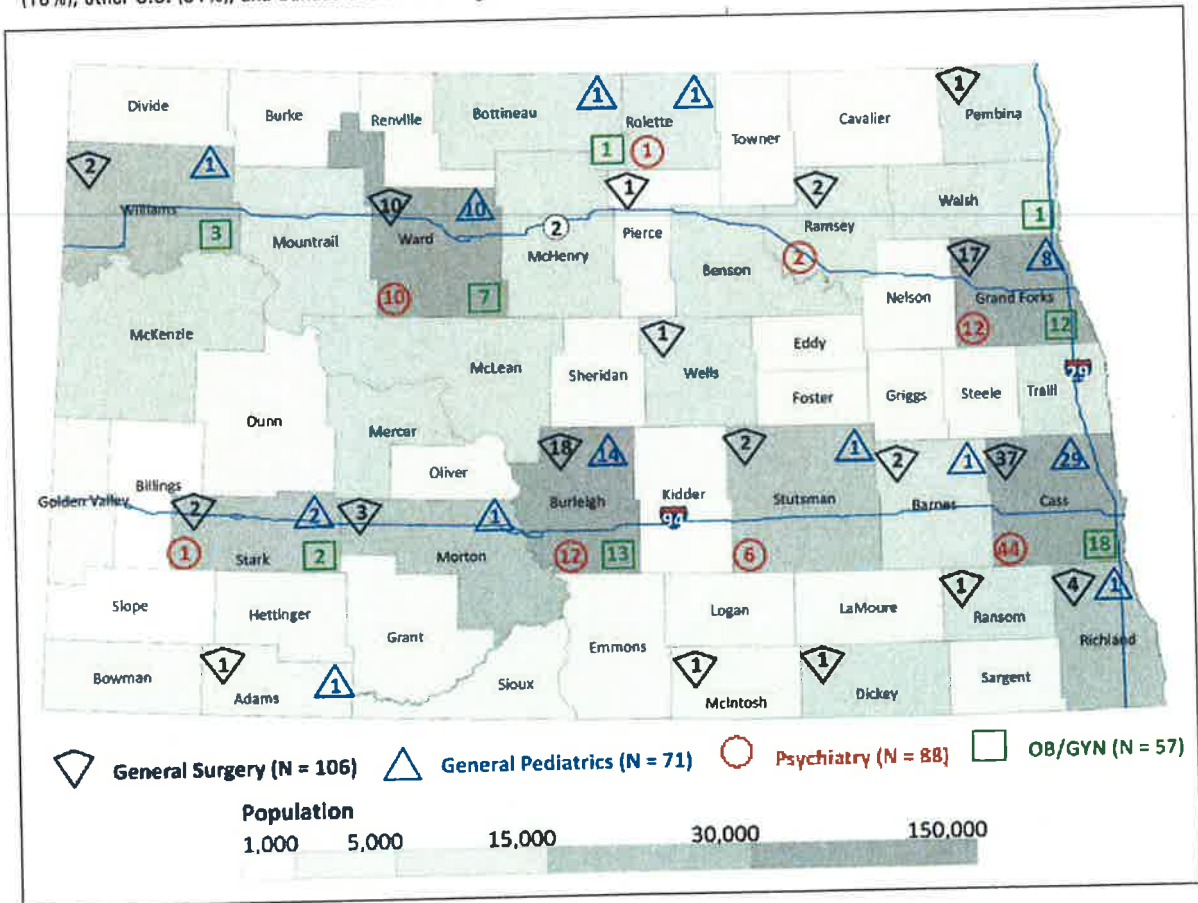 Divide Burke Renville Bottineau 1 1 Rolette Towner Cavalier 1 Pembina
2 1 Williams 3 Mountrail 10 10 Ward 10 7 2 McHenry 1 1 1 Pierce Benson 2 Ramsey 2 Walsh 1
Nelson 17 8 Grand Forks 12 12
McKenzie Dunn McLean Mercer Oliver Sheridan 1 Wells Eddy Foster Griggs Steele Traill 29
Golden Valley Billings 2 2 1 Stark 2 3 1 Morton 18 14 Burleigh 12 13 Kidder 94 2 1 Stutsman 6 2 1 Barnes 37 29 Cass 44 18
Slope Hettinger Grant Emmons Logan LaMoure 1 Ransom 4 1 Richland
Bowman 1 Adams 1 Sioux 1 McIntosh 1 Dickey Sargent
General Surgery (N = 106) General Pediatrics (N = 71) Psychiatry (N = 88) OB/GYN (N = 57)
Population
1,000 5,000 15,000 30,000 150,000